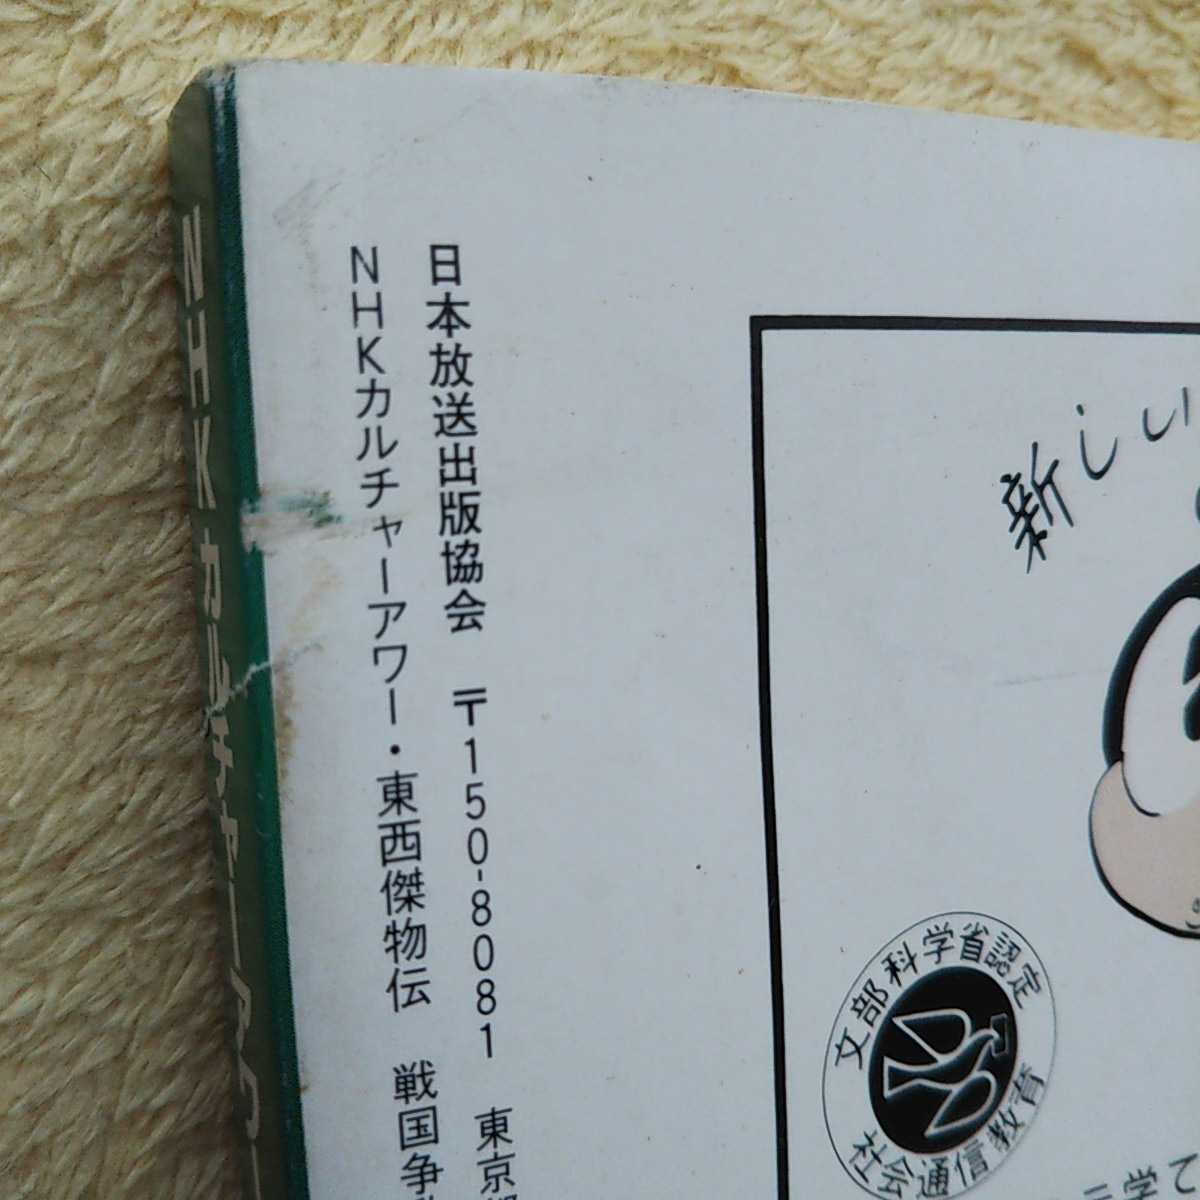 日本放送出版協会 〒150-8081 東京
NHKカルチャーアワー・東西傑物伝 戦国争
NHKカルチャーアワー
新しい
文部科学省認定
社会通信教育
学て